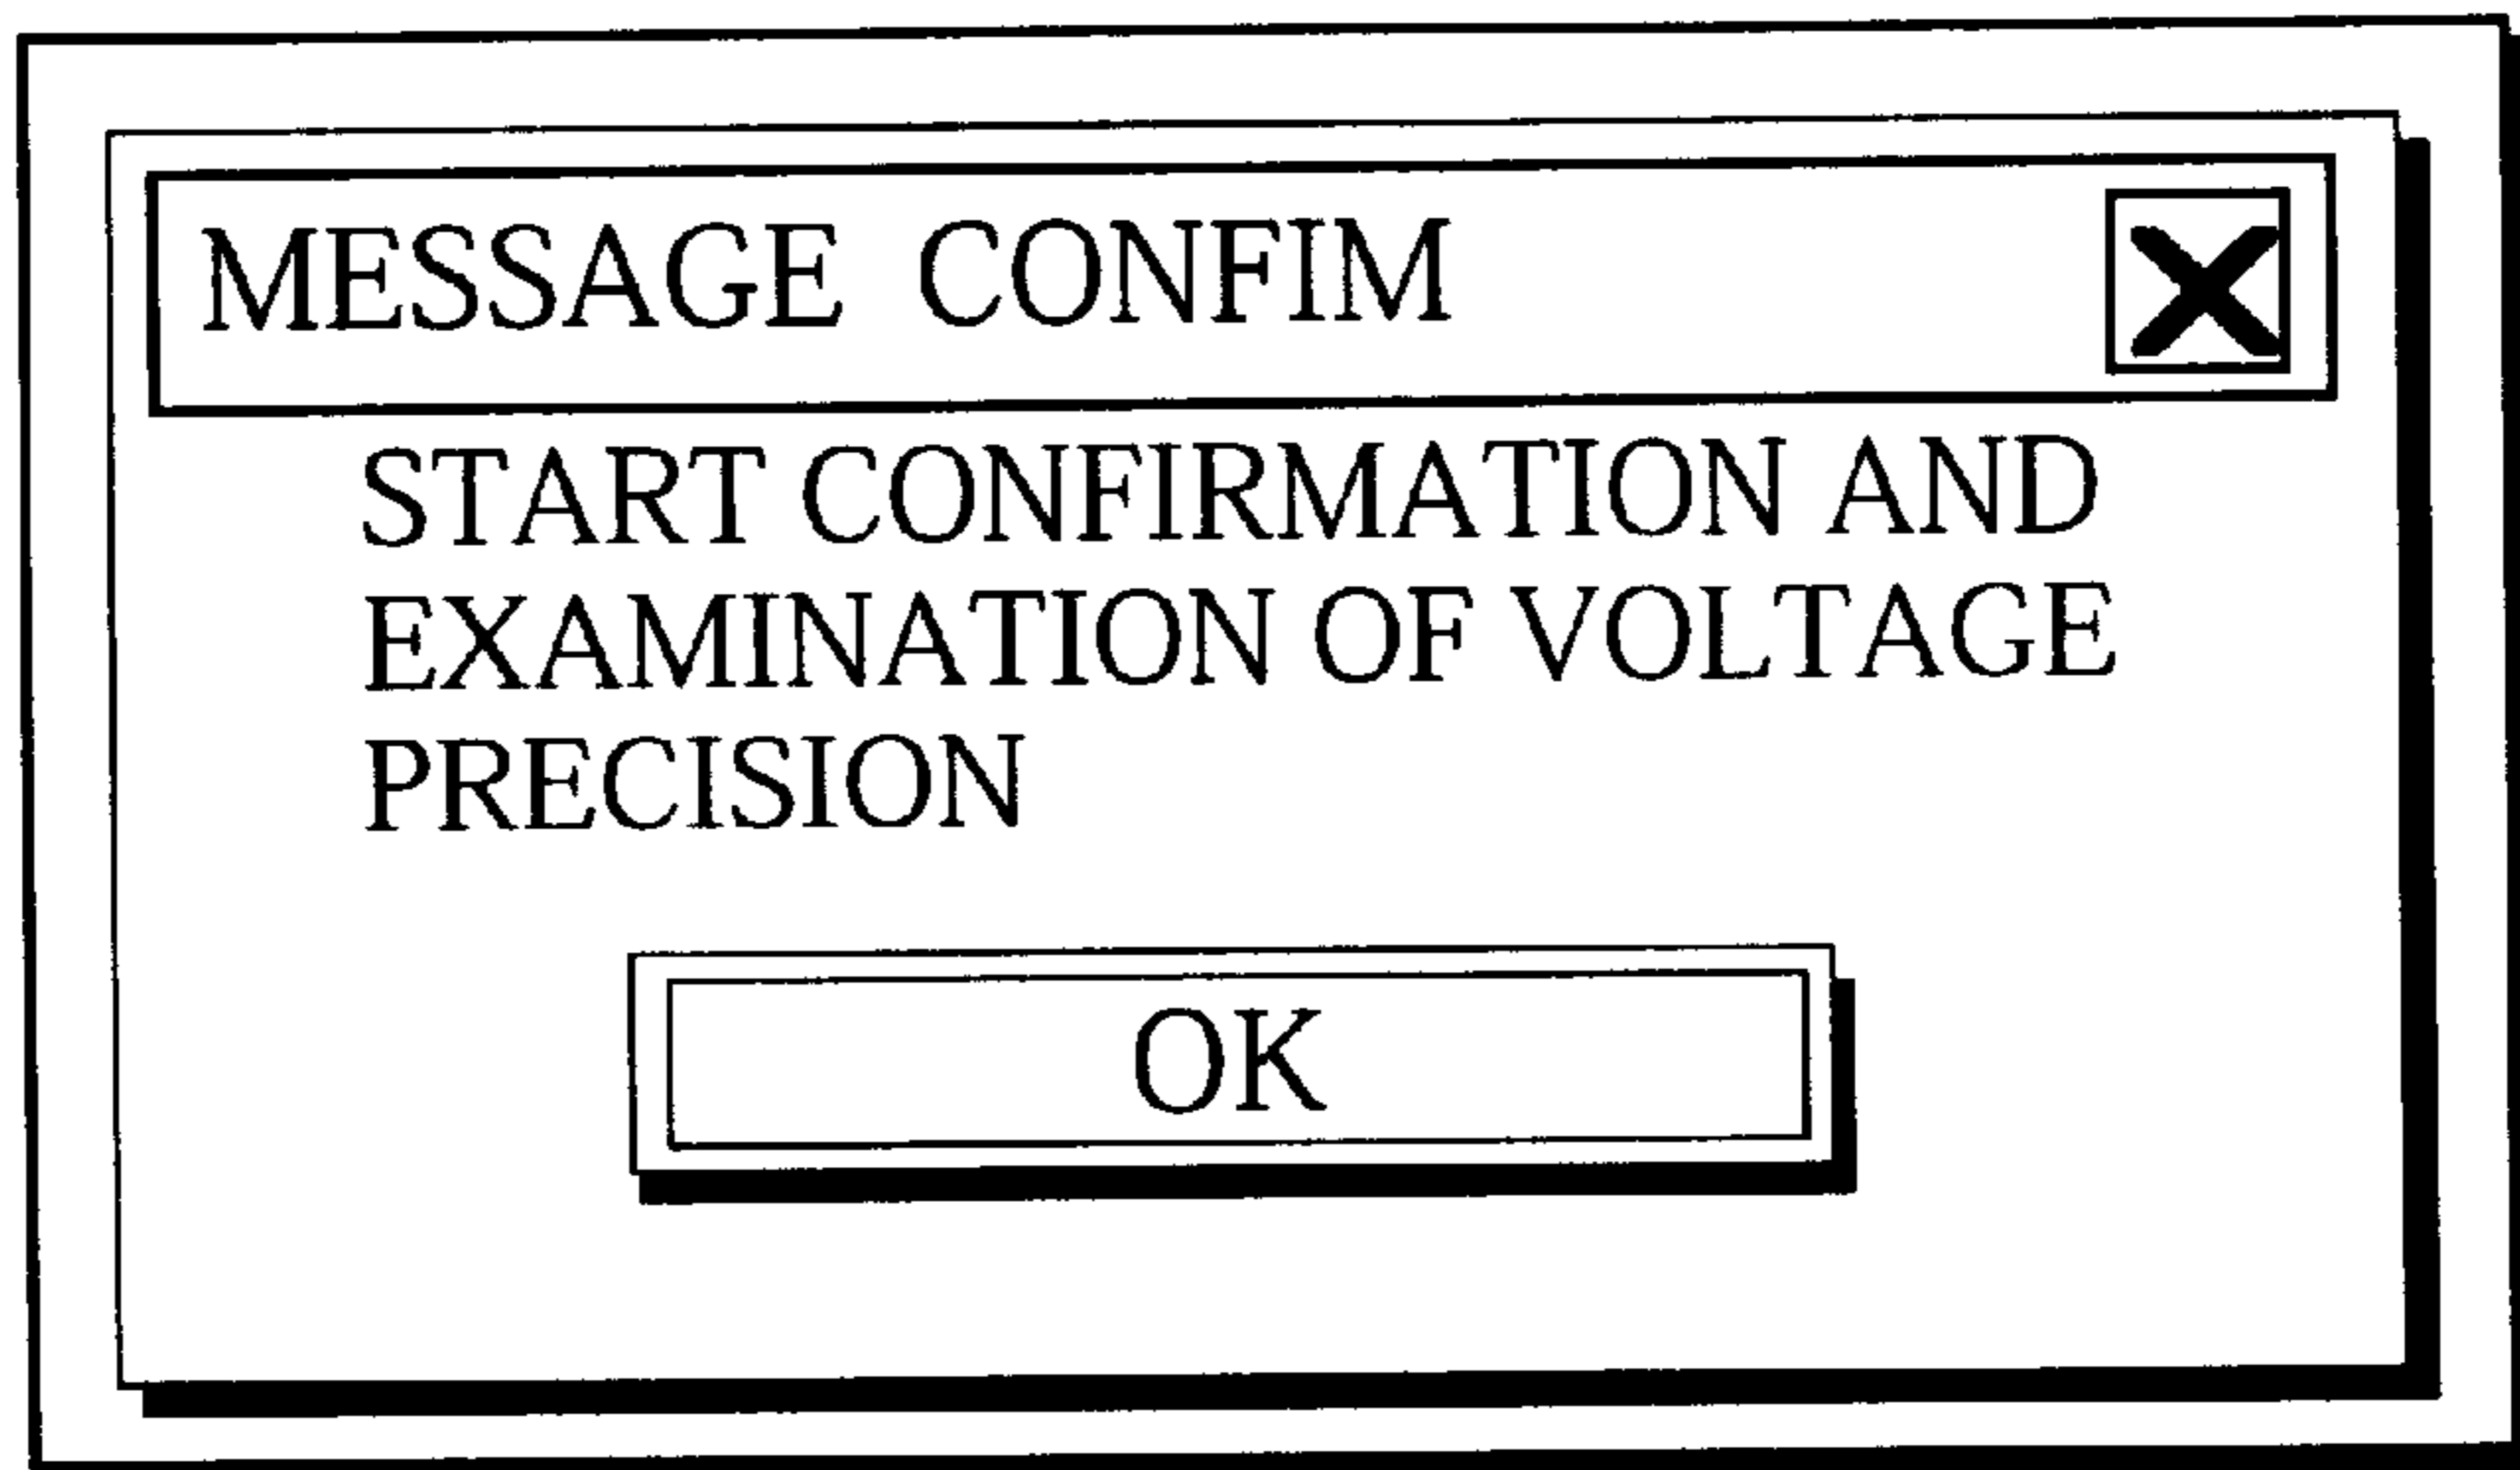 MESSAGE CONFIM
START CONFIRMATION AND
EXAMINATION OF VOLTAGE
PRECISION
OK